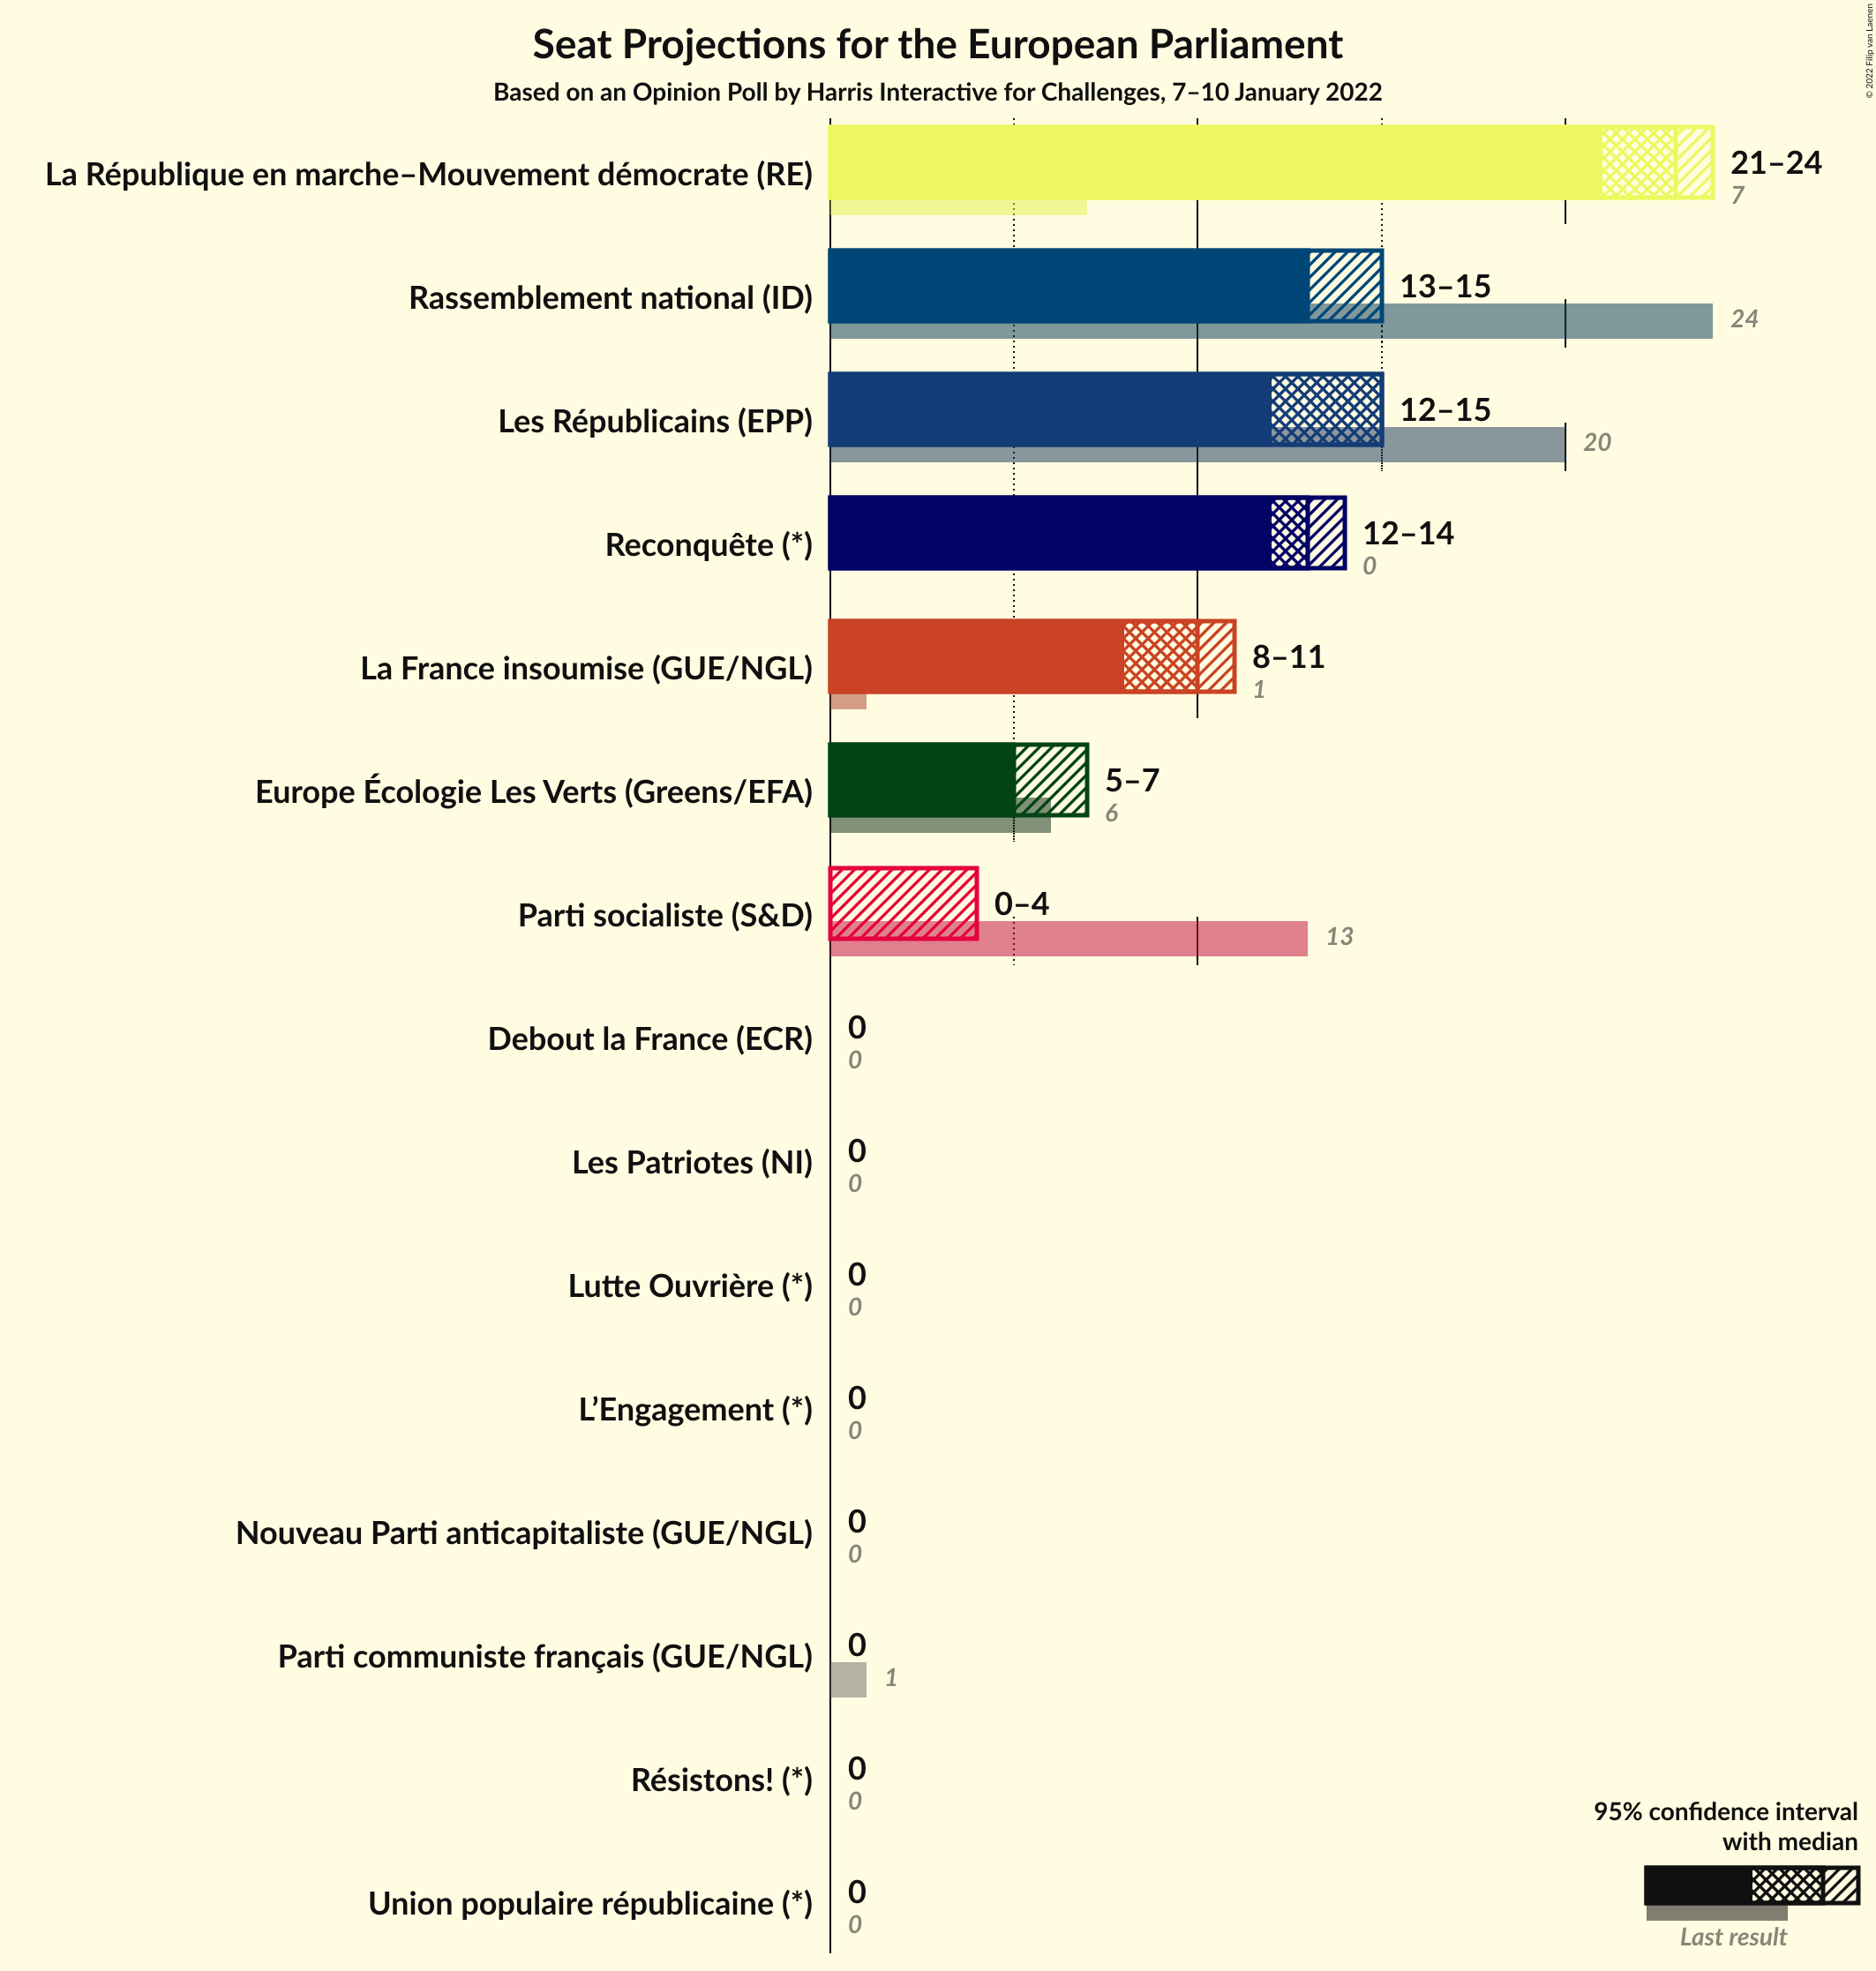 Seat Projections for the European Parliament
Based on an Opinion Poll by Harris Interactive for Challenges, 7–10 January 2022
© 2022 Filip van Laenen
La République en marche–Mouvement démocrate (RE)
21–24
7
Rassemblement national (ID)
13–15
24
Les Républicains (EPP)
12–15
20
Reconquête (*)
12–14
0
La France insoumise (GUE/NGL)
8–11
1
Europe Écologie Les Verts (Greens/EFA)
5–7
6
Parti socialiste (S&D)
0–4
13
Debout la France (ECR)
0
0
Les Patriotes (NI)
0
0
Lutte Ouvrière (*)
0
0
L’Engagement (*)
0
0
Nouveau Parti anticapitaliste (GUE/NGL)
0
0
Parti communiste français (GUE/NGL)
0
1
Résistons! (*)
0
0
Union populaire républicaine (*)
0
0
95% confidence interval
with median
Last result